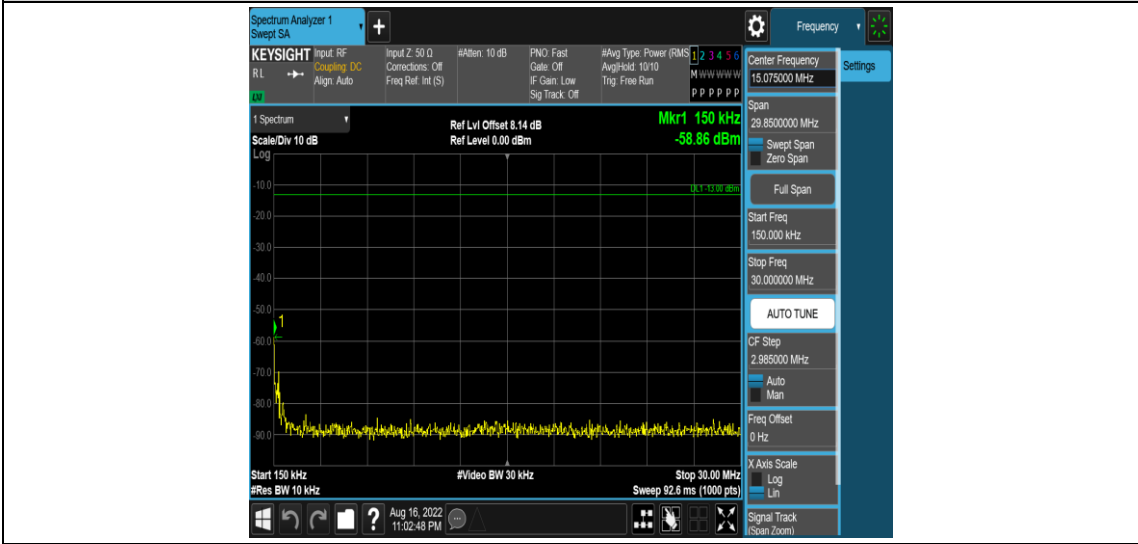 Spectrum Analyzer 1
Swept SA
+
Frequency
KEYSIGHT
RL
Input: RF
Coupling: DC
Align: Auto
Input Z: 50 Ω
Corrections: Off
Freq Ref: Int (S)
#Atten: 10 dB
PNO: Fast
Gate: Off
IF Gain: Low
Sig Track: Off
#Avg Type: Power (RMS
Avg|Hold: 10/10
Trig: Free Run
1 2 3 4 5 6
M W W W W W
P P P P P P
1 Spectrum
Scale/Div 10 dB
Log
Ref Lvl Offset 8.14 dB
Ref Level 0.00 dBm
Mkr1 150 kHz
-58.86 dBm
DL1 -13.00 dBm
-10.0
-20.0
-30.0
-40.0
-50.0
-60.0
-70.0
-80.0
-90.0
1
Start 150 kHz
#Res BW 10 kHz
#Video BW 30 kHz
Stop 30.00 MHz
Sweep 92.6 ms (1000 pts)
?
Aug 16, 2022
11:02:48 PM
Center Frequency
15.075000 MHz
Settings
Span
29.8500000 MHz
Swept Span
Zero Span
Full Span
Start Freq
150.000 kHz
Stop Freq
30.000000 MHz
AUTO TUNE
CF Step
2.985000 MHz
Auto
Man
Freq Offset
0 Hz
X Axis Scale
Log
Lin
Signal Track
(Span Zoom)